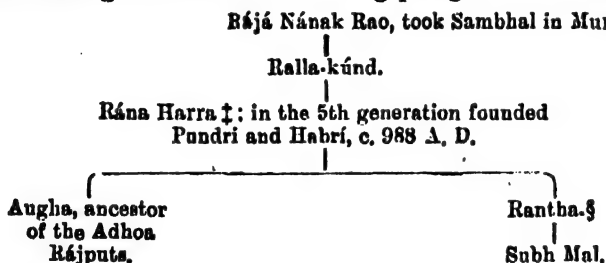 Rájá Nának Rao, took Sambhal in Mur
Ralla-kúnd.
Rána Harra ‡; in the 5th generation founded
Pundri and Habrí, c. 988 A. D.
Augha, ancestor
of the Adhoa
Rájputs.
Rantha.§
Subh Mal.